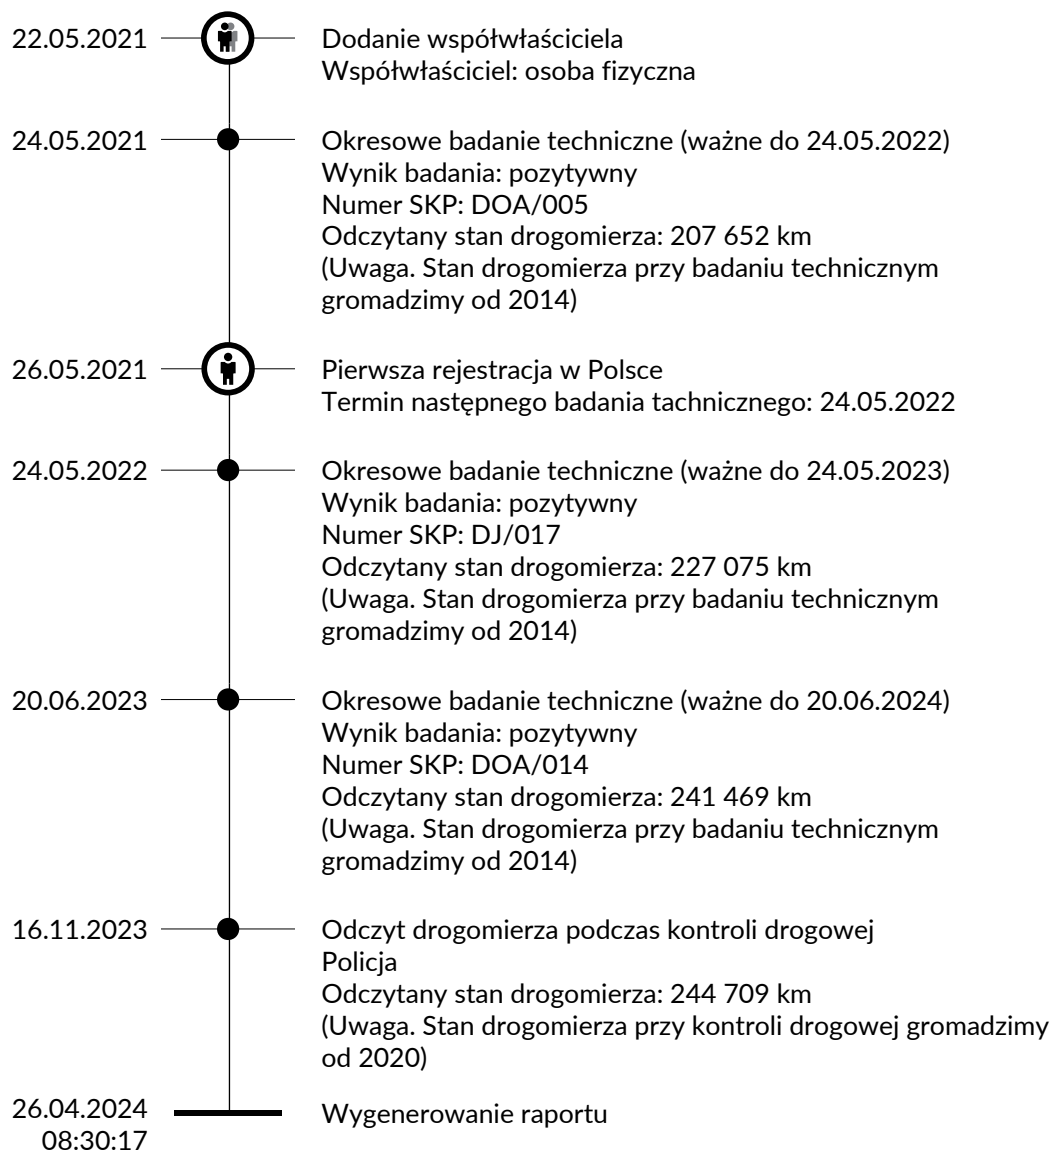 22.05.2021
Dodanie współwłaściciela
Współwłaściciel: osoba fizyczna
24.05.2021
Okresowe badanie techniczne (ważne do 24.05.2022)
Wynik badania: pozytywny
Numer SKP: DOA/005
Odczytany stan drogomierza: 207 652 km
(Uwaga. Stan drogomierza przy badaniu technicznym
gromadzimy od 2014)
26.05.2021
Pierwsza rejestracja w Polsce
Termin następnego badania tachnicznego: 24.05.2022
24.05.2022
Okresowe badanie techniczne (ważne do 24.05.2023)
Wynik badania: pozytywny
Numer SKP: DJ/017
Odczytany stan drogomierza: 227 075 km
(Uwaga. Stan drogomierza przy badaniu technicznym
gromadzimy od 2014)
20.06.2023
Okresowe badanie techniczne (ważne do 20.06.2024)
Wynik badania: pozytywny
Numer SKP: DOA/014
Odczytany stan drogomierza: 241 469 km
(Uwaga. Stan drogomierza przy badaniu technicznym
gromadzimy od 2014)
16.11.2023
Odczyt drogomierza podczas kontroli drogowej
Policja
Odczytany stan drogomierza: 244 709 km
(Uwaga. Stan drogomierza przy kontroli drogowej gromadzimy
od 2020)
26.04.2024
08:30:17
Wygenerowanie raportu